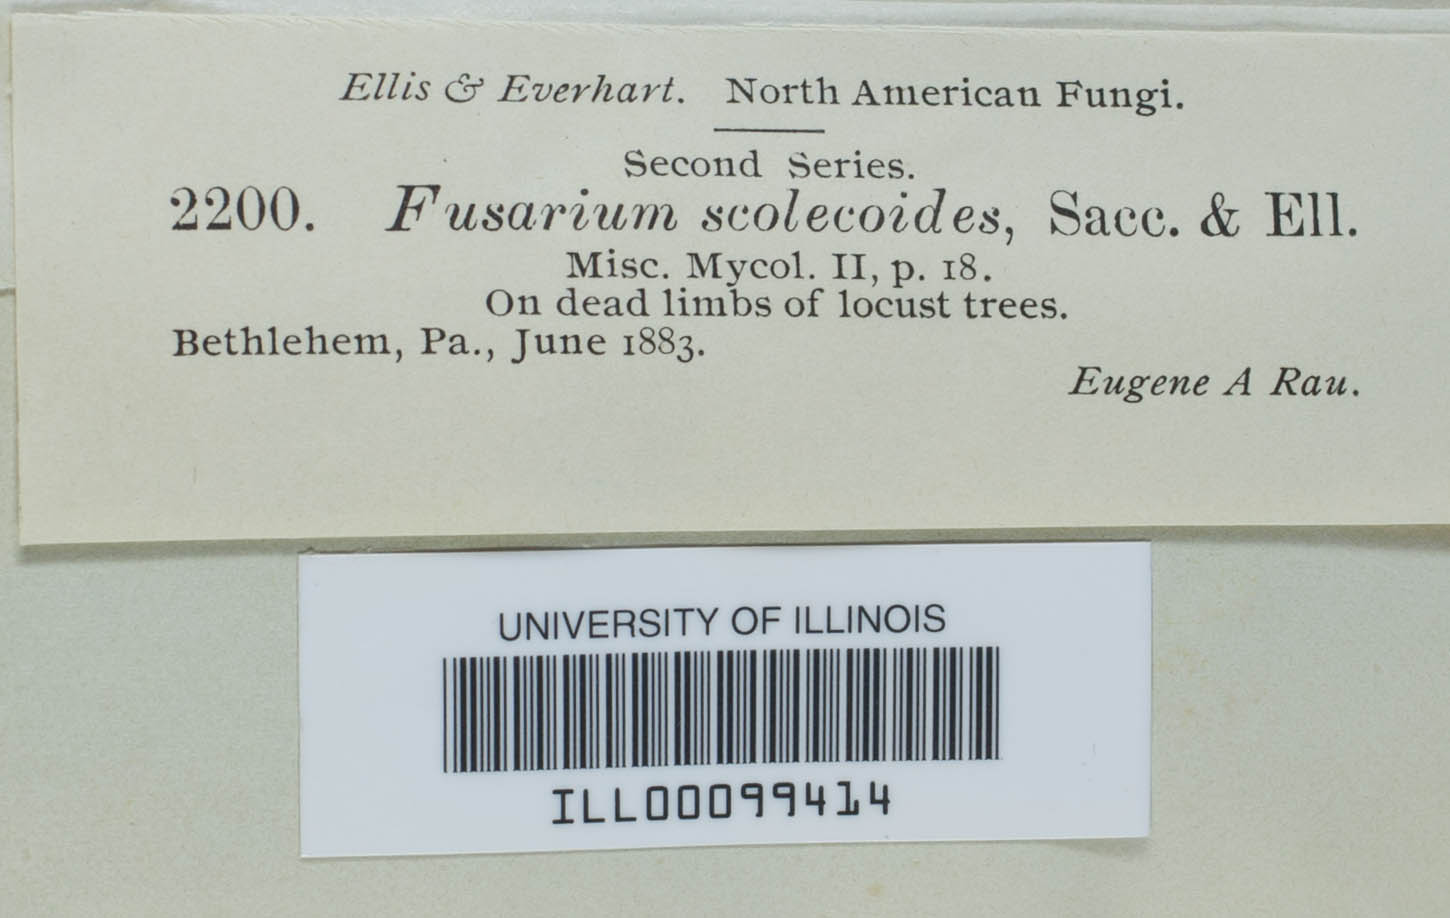 Ellis & Everhart. North American Fungi.
Second Series.
2200. Fusarium scolecoides, Sacc. & Ell.
Misc. Mycol. II, p. 18.
On dead limbs of locust trees.
Bethlehem, Pa., June 1883.
Eugene A Rau.
UNIVERSITY OF ILLINOIS
ILL00099414